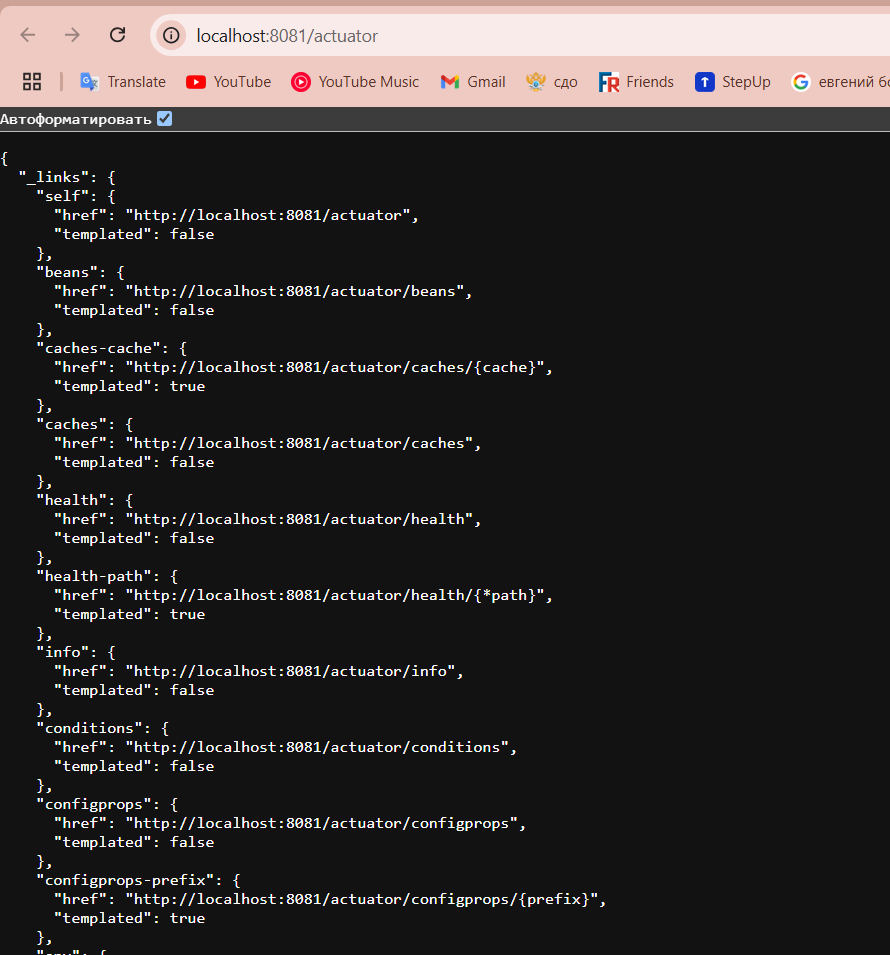 localhost:8081/actuator
Translate YouTube YouTube Music Gmail сдо FR Friends StepUp евгений
Автоформатировать
{
  "_links": {
    "self": {
      "href": "http://localhost:8081/actuator",
      "templated": false
    },
    "beans": {
      "href": "http://localhost:8081/actuator/beans",
      "templated": false
    },
    "caches-cache": {
      "href": "http://localhost:8081/actuator/caches/{cache}",
      "templated": true
    },
    "caches": {
      "href": "http://localhost:8081/actuator/caches",
      "templated": false
    },
    "health": {
      "href": "http://localhost:8081/actuator/health",
      "templated": false
    },
    "health-path": {
      "href": "http://localhost:8081/actuator/health/{*path}",
      "templated": true
    },
    "info": {
      "href": "http://localhost:8081/actuator/info",
      "templated": false
    },
    "conditions": {
      "href": "http://localhost:8081/actuator/conditions",
      "templated": false
    },
    "configprops": {
      "href": "http://localhost:8081/actuator/configprops",
      "templated": false
    },
    "configprops-prefix": {
      "href": "http://localhost:8081/actuator/configprops/{prefix}",
      "templated": true
    },